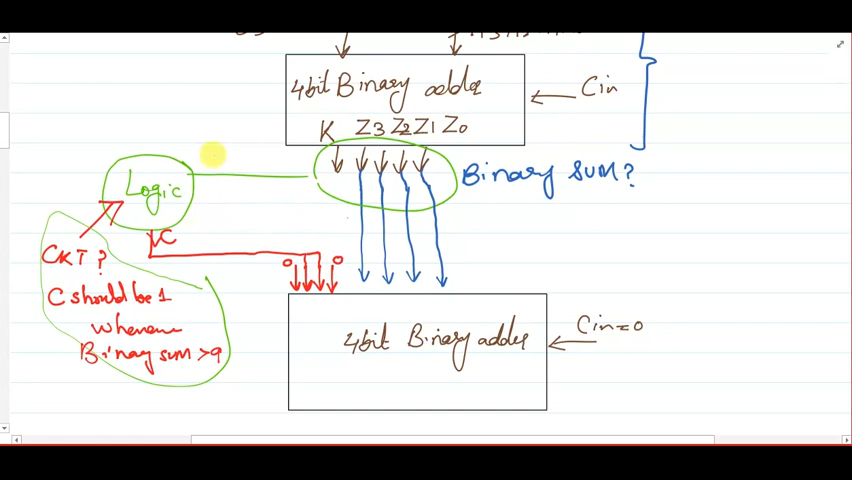 4bit Binary adder
Cin
K Z3 Z2 Z1 Z0
Binary sum?
Logic
C
CKT?
0 0
C should be 1
whenever
Binary sum >9
4bit Binary adder
Cin=0